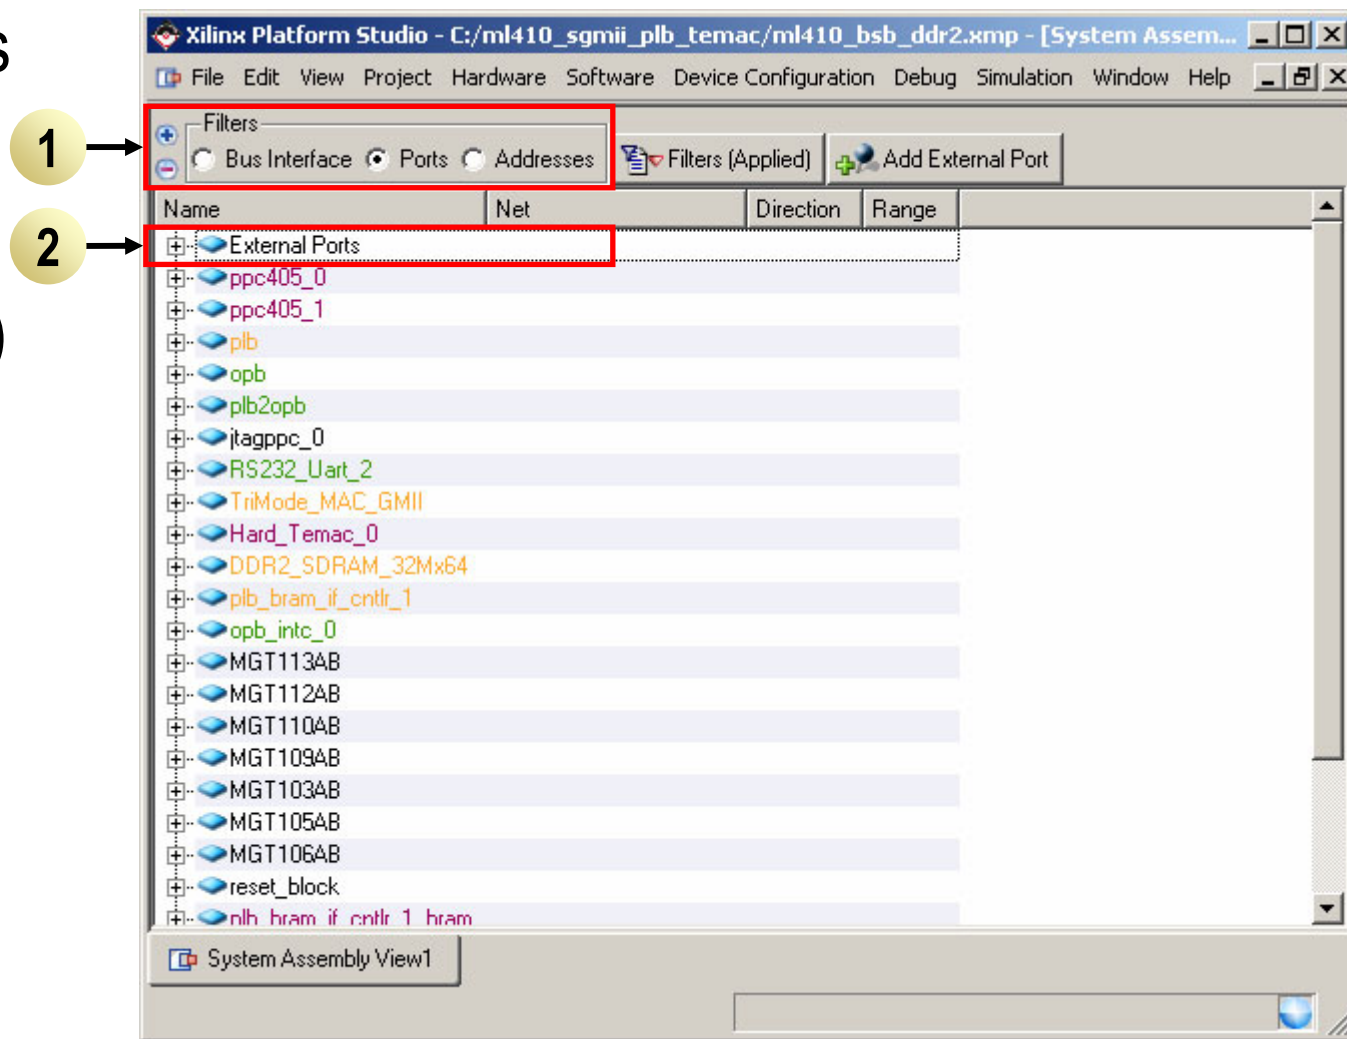 s
Xilinx Platform Studio - C:/ml410_sgmii_plb_temac/ml410_bsb_ddr2.xmp - [System Assem...
File Edit View Project Hardware Software Device Configuration Debug Simulation Window Help
1
Filters
Bus Interface Ports Addresses Filters (Applied) Add External Port
Name Net Direction Range
2
External Ports
ppc405_0
ppc405_1
)
plb
opb
plb2opb
jtagppc_0
RS232_Uart_2
TriMode_MAC_GMII
Hard_Temac_0
DDR2_SDRAM_32Mx64
plb_bram_if_cntlr_1
opb_intc_0
MGT113AB
MGT112AB
MGT110AB
MGT109AB
MGT103AB
MGT105AB
MGT106AB
reset_block
plb_bram_if_cntlr_1_bram
System Assembly View1